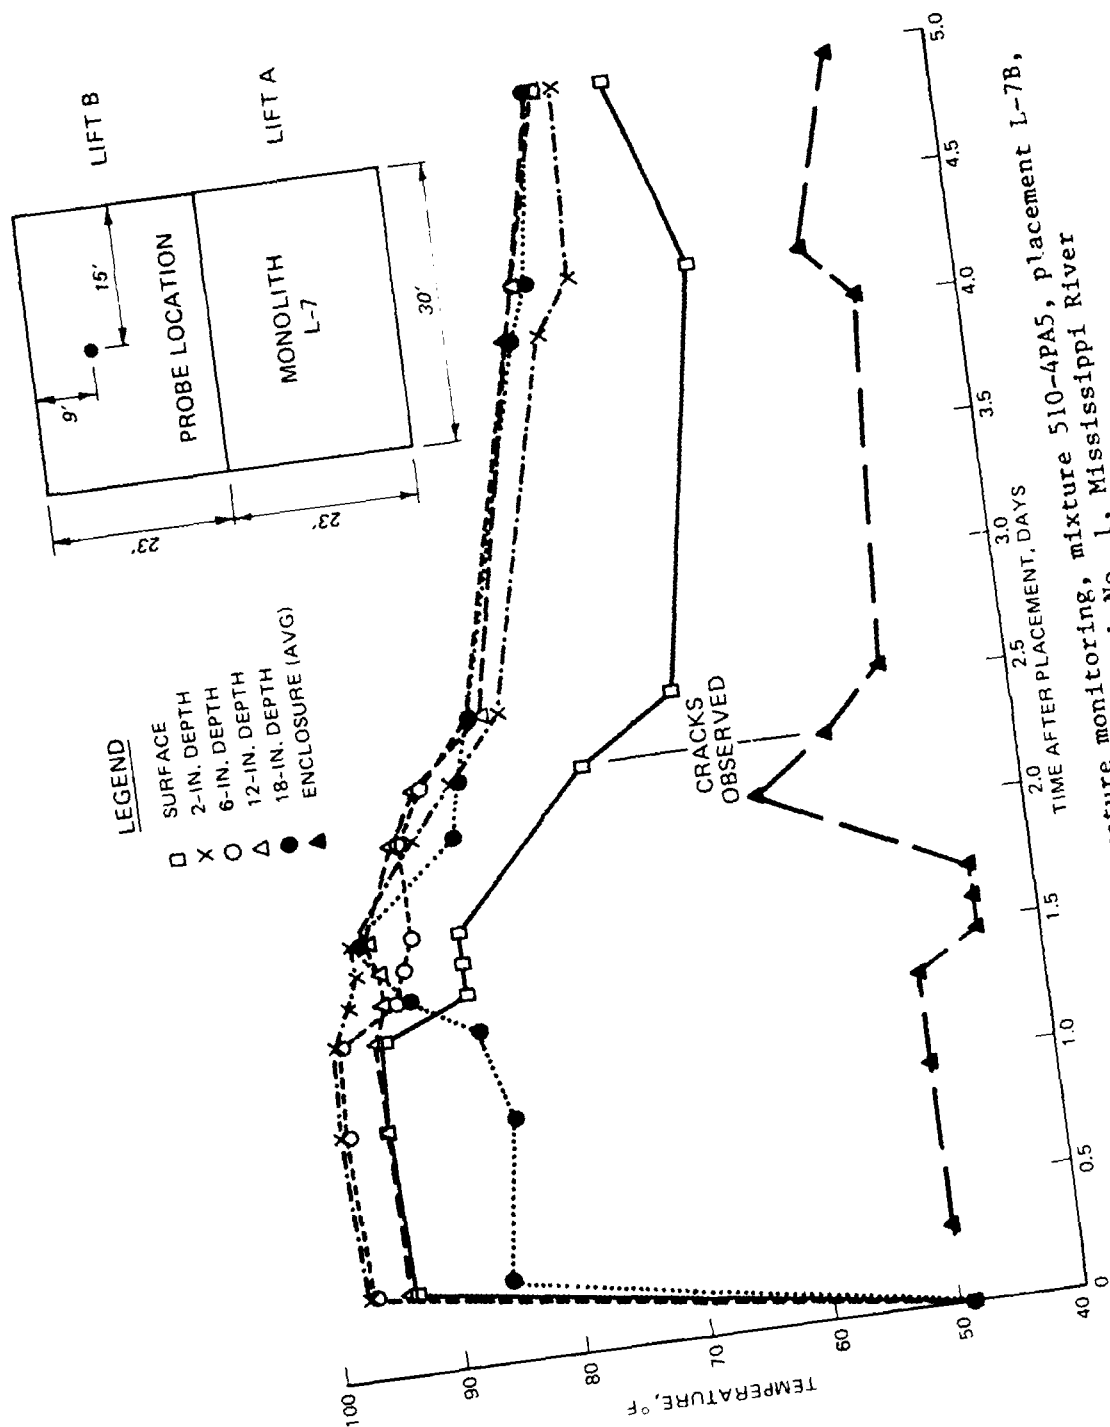 LIFT B
LIFT A
9'
15'
PROBE LOCATION
MONOLITH
L-7
30'
23'
23'
LEGEND
SURFACE
2-IN. DEPTH
6-IN. DEPTH
12-IN. DEPTH
18-IN. DEPTH
ENCLOSURE (AVG)
CRACKS
OBSERVED
TEMPERATURE, °F
100
90
80
70
60
50
40
0
0.5
1.0
1.5
2.0
2.5
3.0
3.5
4.0
4.5
5.0
TIME AFTER PLACEMENT, DAYS
monitoring, mixture 510-4PA5, placement L-7B,
No. 1, Mississippi River